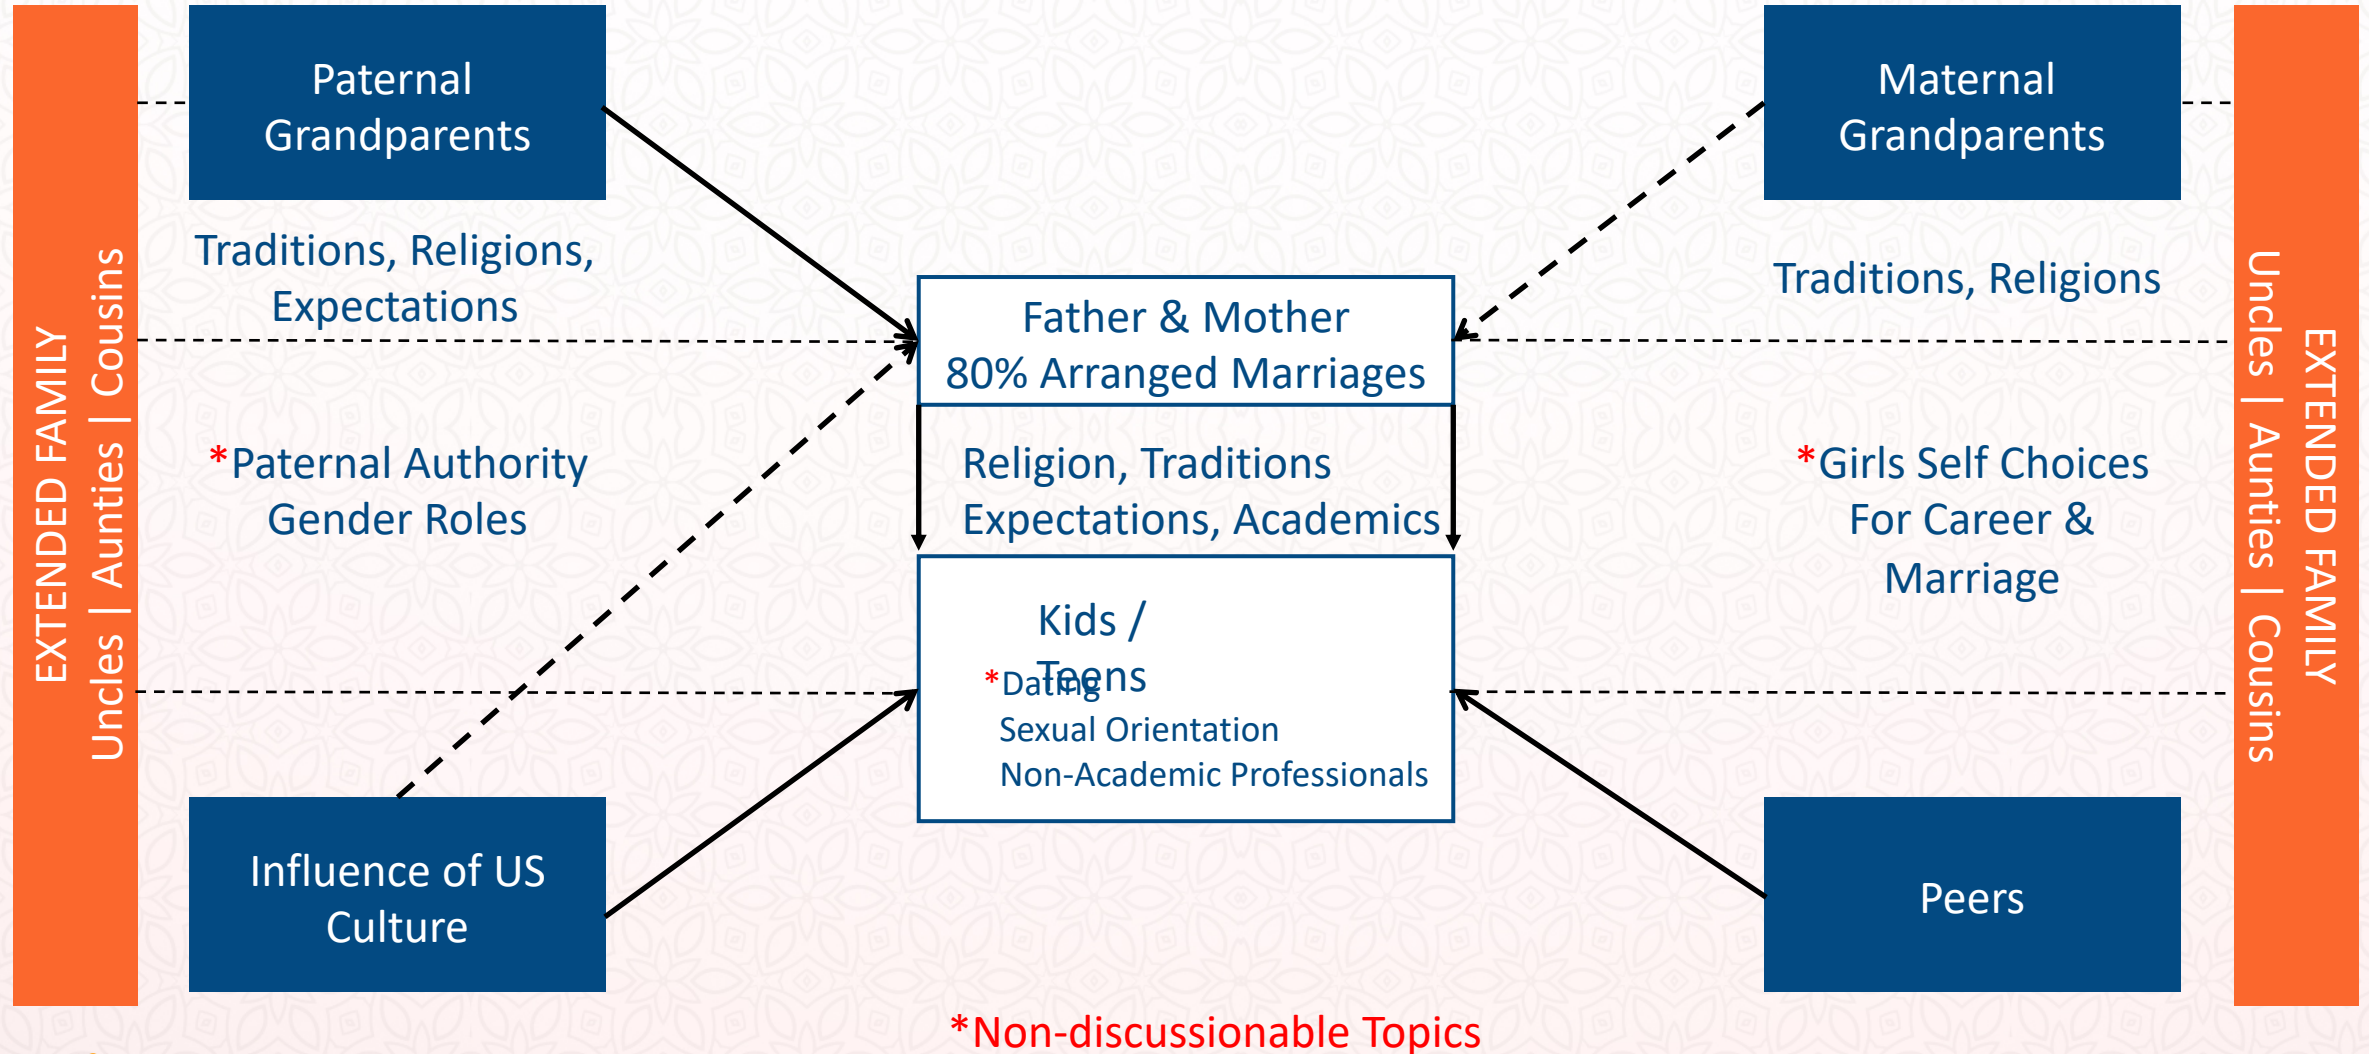 EXTENDED FAMILY
Uncles | Aunties | Cousins
Paternal
Grandparents
Traditions, Religions,
Expectations
*Paternal Authority
Gender Roles
Influence of US
Culture
Father & Mother
80% Arranged Marriages
Religion, Traditions
Expectations, Academics
Kids /
Teens
*Dating
Sexual Orientation
Non-Academic Professionals
Maternal
Grandparents
Traditions, Religions
*Girls Self Choices
For Career &
Marriage
Peers
EXTENDED FAMILY
Uncles | Aunties | Cousins
*Non-discussionable Topics